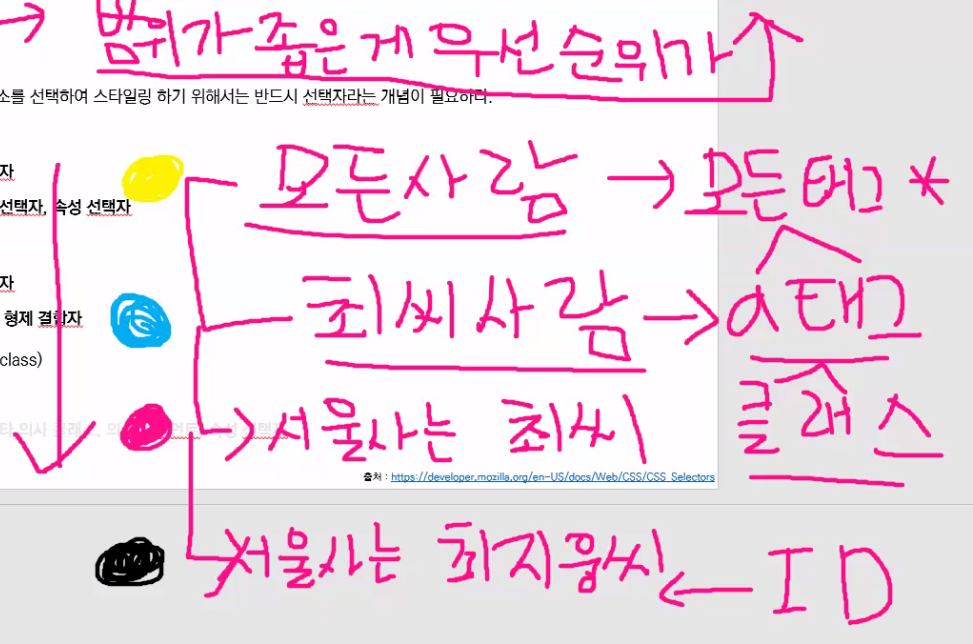 → 범위가 좁은게 우선순위가 ↑
소를 선택하여 스타일링 하기 위해서는 반드시 선택자라는 개념이 필요하다.
자
모든사람 → 모든태그 *
선택자, 속성 선택자
자
최씨사람 → a태그
형제 결합자
class)
클래스
서울사는 최씨
출처 : https://developer.mozilla.org/en-US/docs/Web/CSS/CSS_Selectors
서울사는 최지웅씨 ← ID